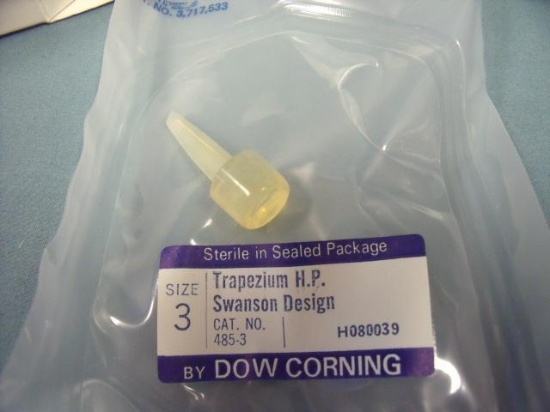 NO. 3,717,533
Sterile in Sealed Package
SIZE
3
Trapezium H.P.
Swanson Design
CAT. NO.
485-3
H080039
BY DOW CORNING